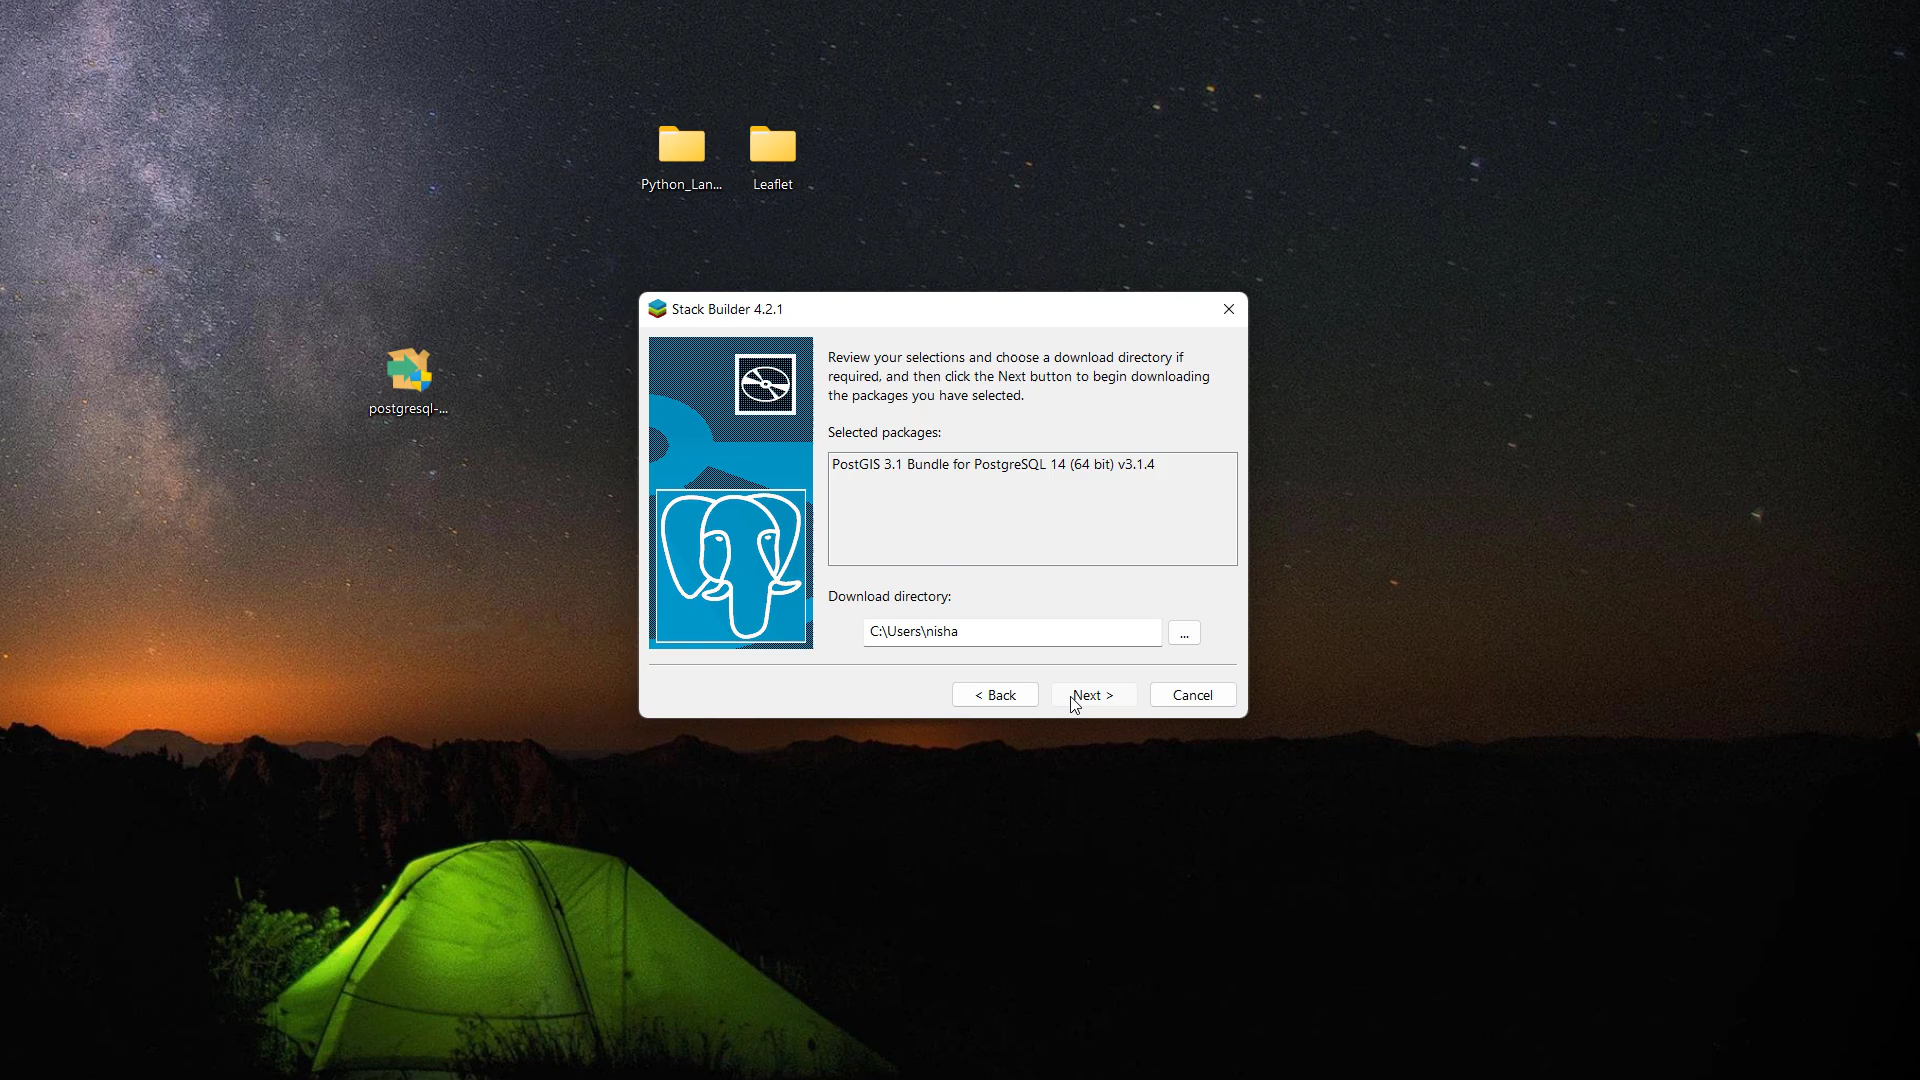 Python_Lan...
Leaflet
postgresql-...
Stack Builder 4.2.1
Review your selections and choose a download directory if
required, and then click the Next button to begin downloading
the packages you have selected.
Selected packages:
PostGIS 3.1 Bundle for PostgreSQL 14 (64 bit) v3.1.4
Download directory:
C:\Users\nisha
...
< Back
Next >
Cancel